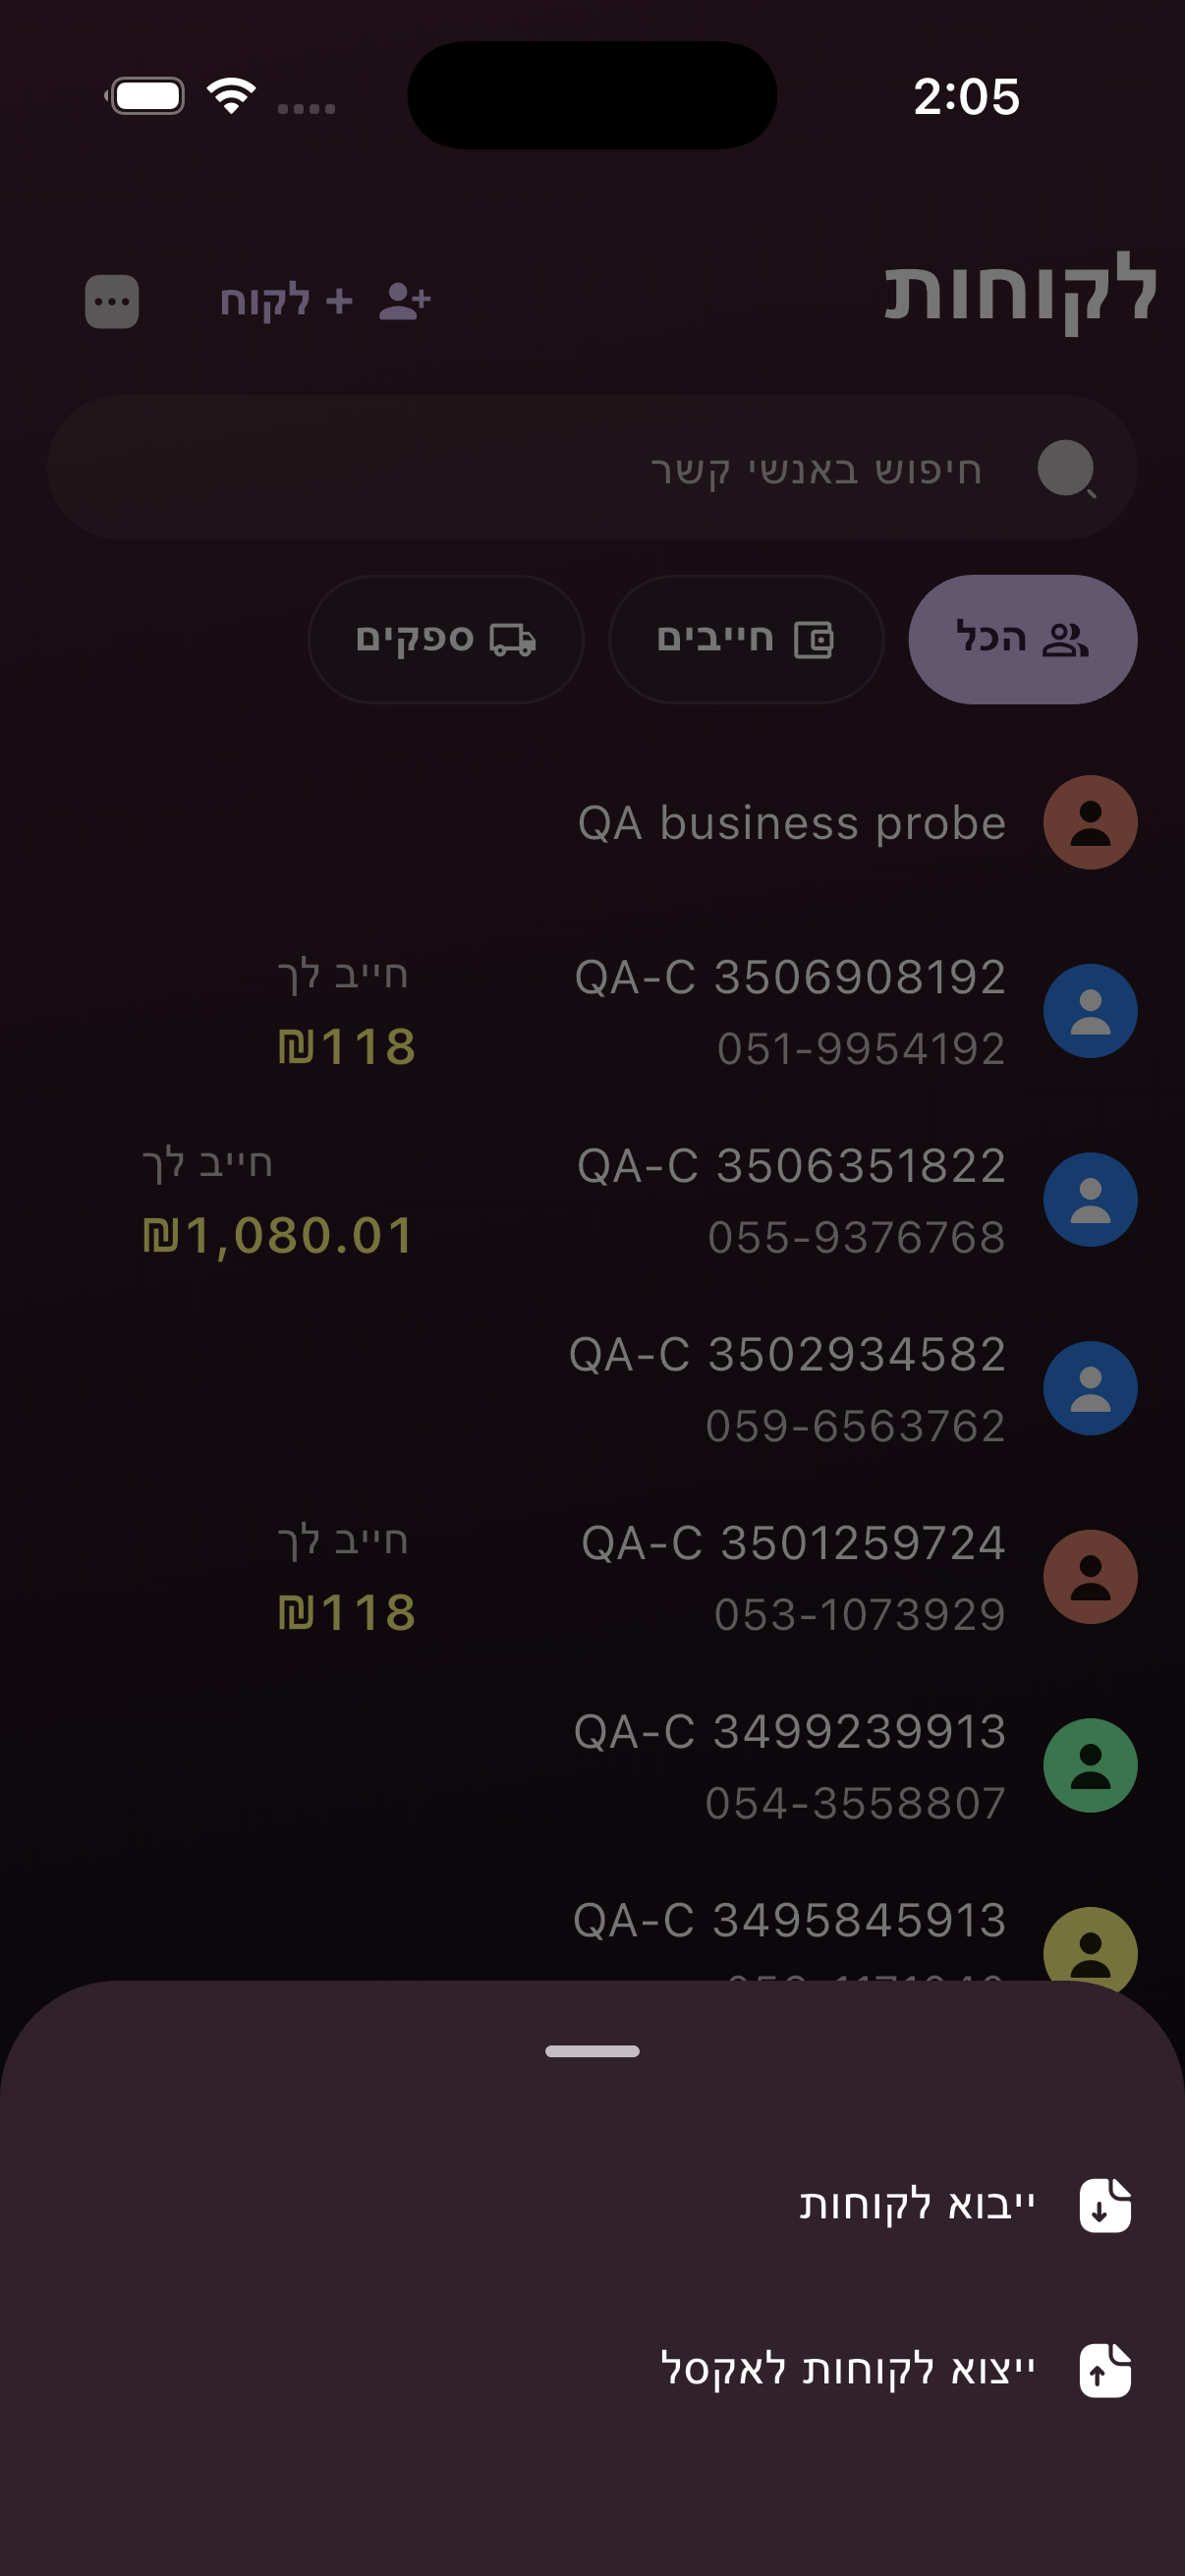 2:05
לקוחות
+ לקוח
חיפוש באנשי קשר
הכל
חייבים
ספקים
QA business probe
QA-C 3506908192
חייב לך
051-9954192
₪118
QA-C 3506351822
חייב לך
055-9376768
₪1,080.01
QA-C 3502934582
059-6563762
QA-C 3501259724
חייב לך
053-1073929
₪118
QA-C 3499239913
054-3558807
QA-C 3495845913
ייבוא לקוחות
ייצוא לקוחות לאקסל